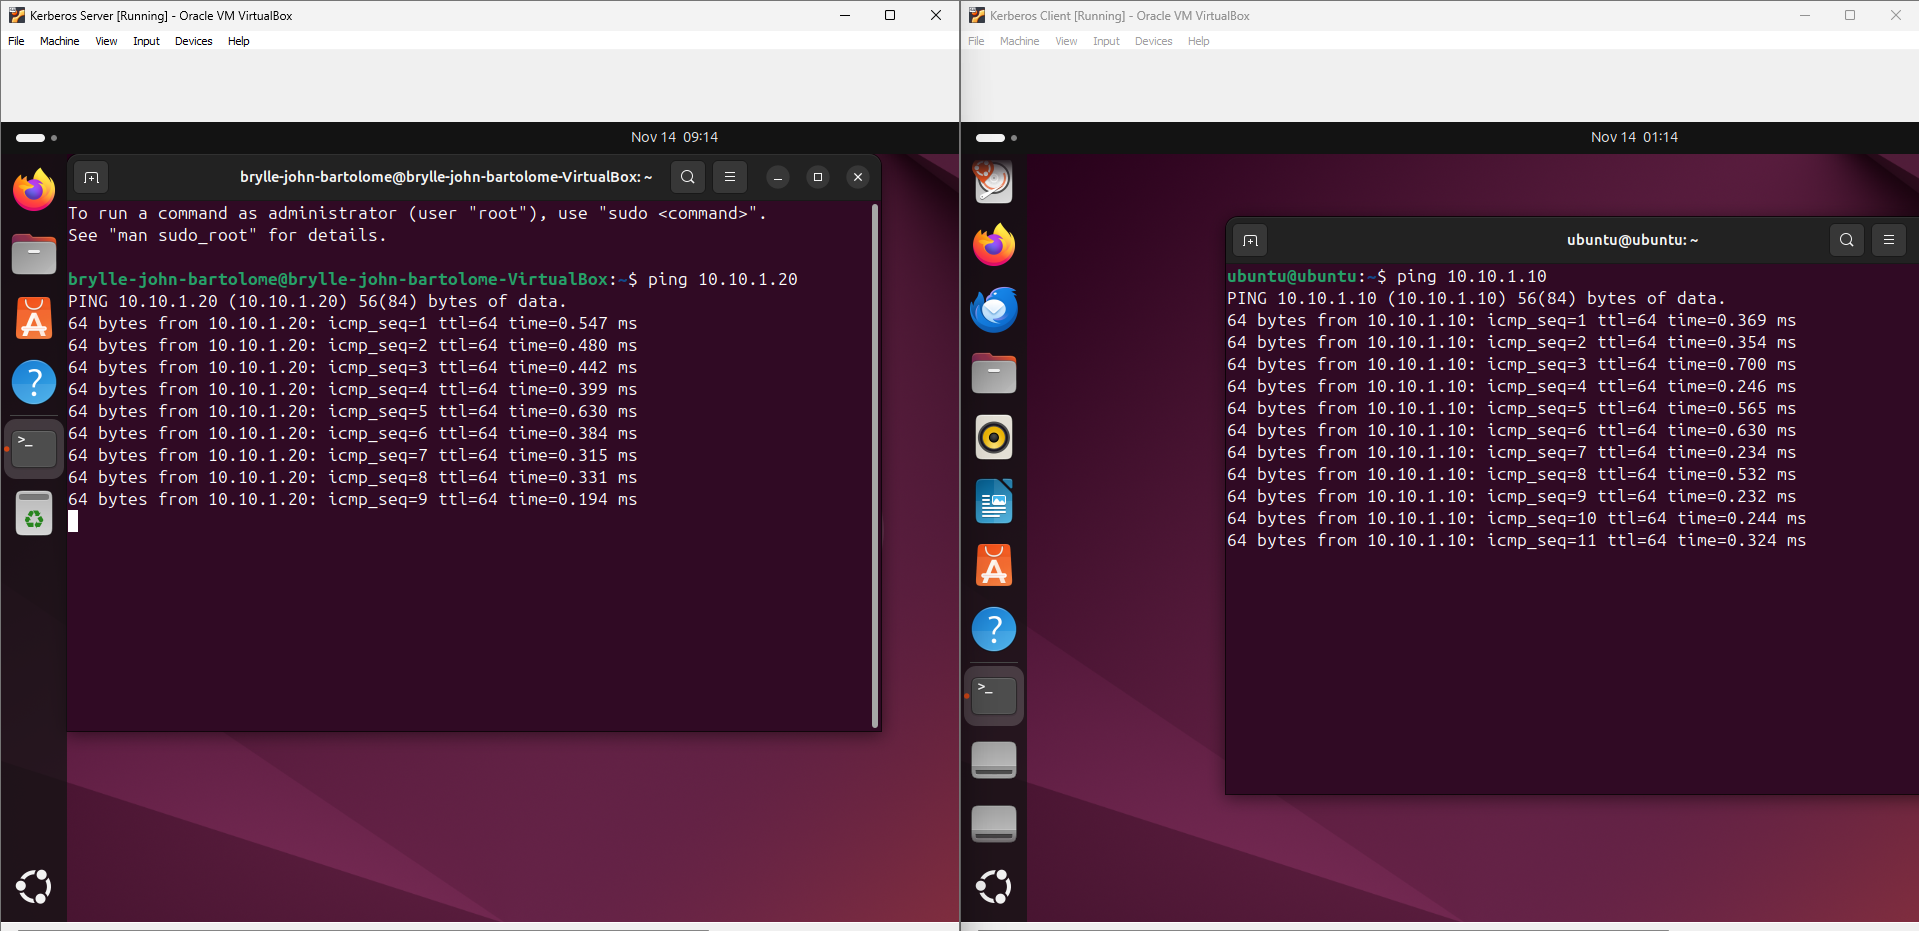 Kerberos Server [Running] - Oracle VM VirtualBox
File Machine View Input Devices Help
Nov 14 09:14
brylle-john-bartolome@brylle-john-bartolome-VirtualBox: ~
To run a command as administrator (user "root"), use "sudo <command>".
See "man sudo_root" for details.
brylle-john-bartolome@brylle-john-bartolome-VirtualBox:~$ ping 10.10.1.20
PING 10.10.1.20 (10.10.1.20) 56(84) bytes of data.
64 bytes from 10.10.1.20: icmp_seq=1 ttl=64 time=0.547 ms
64 bytes from 10.10.1.20: icmp_seq=2 ttl=64 time=0.480 ms
64 bytes from 10.10.1.20: icmp_seq=3 ttl=64 time=0.442 ms
64 bytes from 10.10.1.20: icmp_seq=4 ttl=64 time=0.399 ms
64 bytes from 10.10.1.20: icmp_seq=5 ttl=64 time=0.630 ms
64 bytes from 10.10.1.20: icmp_seq=6 ttl=64 time=0.384 ms
64 bytes from 10.10.1.20: icmp_seq=7 ttl=64 time=0.315 ms
64 bytes from 10.10.1.20: icmp_seq=8 ttl=64 time=0.331 ms
64 bytes from 10.10.1.20: icmp_seq=9 ttl=64 time=0.194 ms
Kerberos Client [Running] - Oracle VM VirtualBox
File Machine View Input Devices Help
Nov 14 01:14
ubuntu@ubuntu: ~
ubuntu@ubuntu:~$ ping 10.10.1.10
PING 10.10.1.10 (10.10.1.10) 56(84) bytes of data.
64 bytes from 10.10.1.10: icmp_seq=1 ttl=64 time=0.369 ms
64 bytes from 10.10.1.10: icmp_seq=2 ttl=64 time=0.354 ms
64 bytes from 10.10.1.10: icmp_seq=3 ttl=64 time=0.700 ms
64 bytes from 10.10.1.10: icmp_seq=4 ttl=64 time=0.246 ms
64 bytes from 10.10.1.10: icmp_seq=5 ttl=64 time=0.565 ms
64 bytes from 10.10.1.10: icmp_seq=6 ttl=64 time=0.630 ms
64 bytes from 10.10.1.10: icmp_seq=7 ttl=64 time=0.234 ms
64 bytes from 10.10.1.10: icmp_seq=8 ttl=64 time=0.532 ms
64 bytes from 10.10.1.10: icmp_seq=9 ttl=64 time=0.232 ms
64 bytes from 10.10.1.10: icmp_seq=10 ttl=64 time=0.244 ms
64 bytes from 10.10.1.10: icmp_seq=11 ttl=64 time=0.324 ms